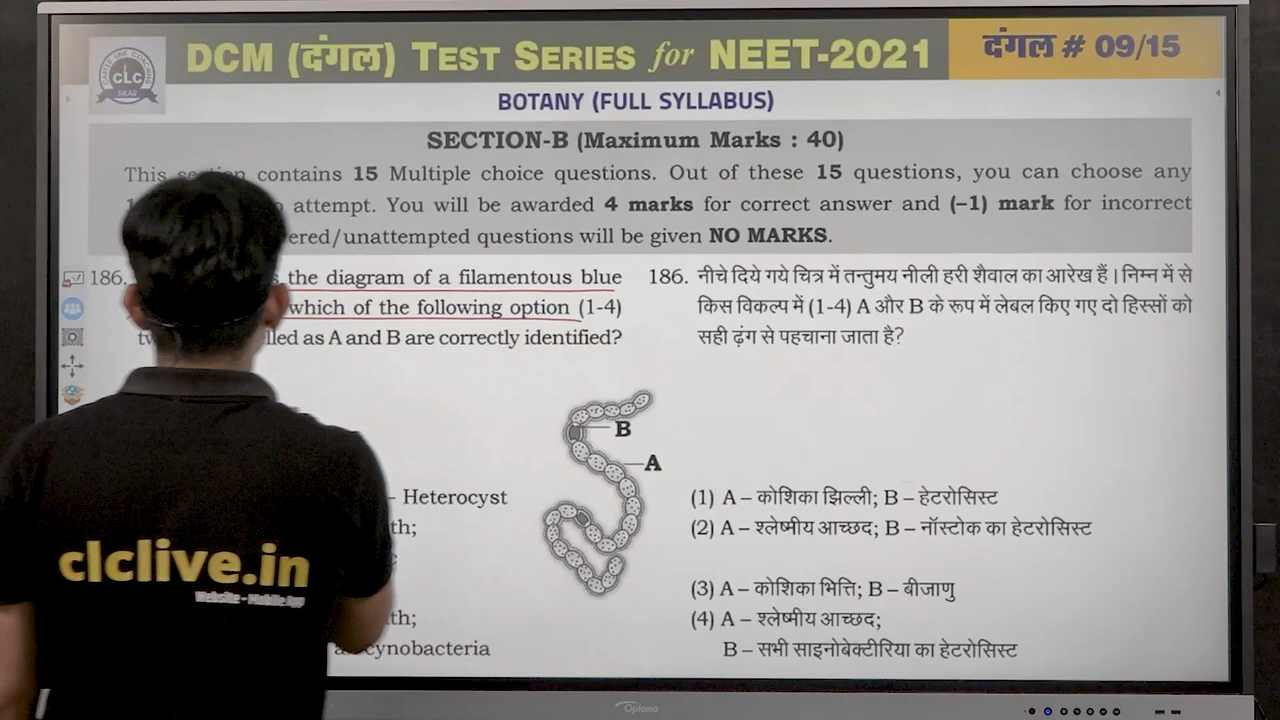 DCM (दंगल) TEST SERIES for NEET-2021
दंगल # 09/15
CLC
SIKAR
BOTANY (FULL SYLLABUS)
SECTION-B (Maximum Marks : 40)
This contains 15 Multiple choice questions. Out of these 15 questions, you can choose any
attempt. You will be awarded 4 marks for correct answer and (–1) mark for incorrect
ered/unattempted questions will be given NO MARKS.
186. the diagram of a filamentous blue
which of the following option (1-4)
lled as A and B are correctly identified?
186. नीचे दिये गये चित्र में तन्तुमय नीली हरी शैवाल का आरेख हैं। निम्न में से
किस विकल्प में (1-4) A और B के रूप में लेबल किए गए दो हिस्सों को
सही ढ़ंग से पहचाना जाता है?
B
A
– Heterocyst
th;
th;
cynobacteria
(1) A – कोशिका झिल्ली; B – हेटरोसिस्ट
(2) A – श्लेष्मीय आच्छद; B – नॉस्टोक का हेटरोसिस्ट
(3) A – कोशिका भित्ति; B – बीजाणु
(4) A – श्लेष्मीय आच्छद;
B – सभी साइनोबेक्टीरिया का हेटरोसिस्ट
clclive.in
Website - Mobile App
Optoma